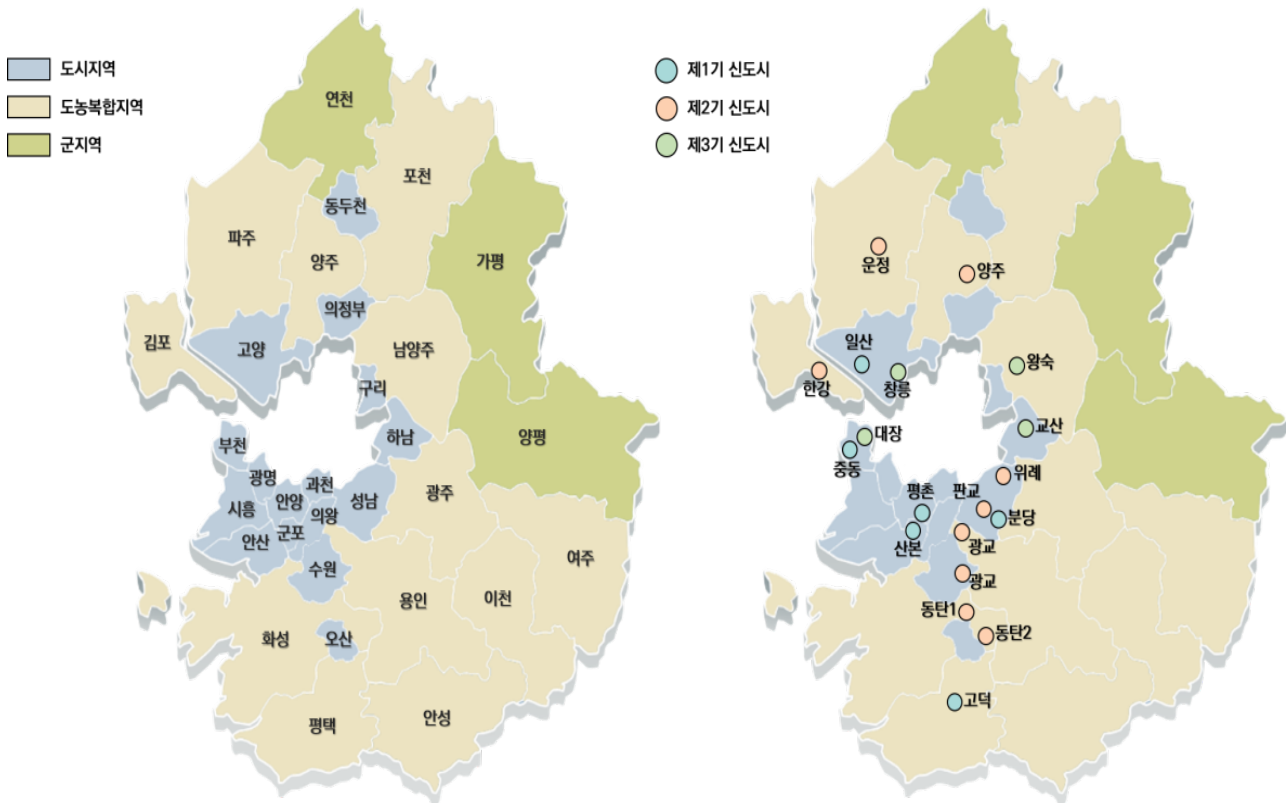 도시지역
도농복합지역
군지역
연천
포천
동두천
파주
양주
가평
의정부
김포
고양
남양주
구리
하남
양평
부천
광명
과천
안양
성남
광주
시흥
의왕
군포
안산
수원
여주
용인
이천
화성
오산
안성
평택
제1기 신도시
제2기 신도시
제3기 신도시
운정
양주
일산
왕숙
한강
창릉
대장
교산
중동
위례
평촌
판교
분당
산본
광교
광교
동탄1
동탄2
고덕